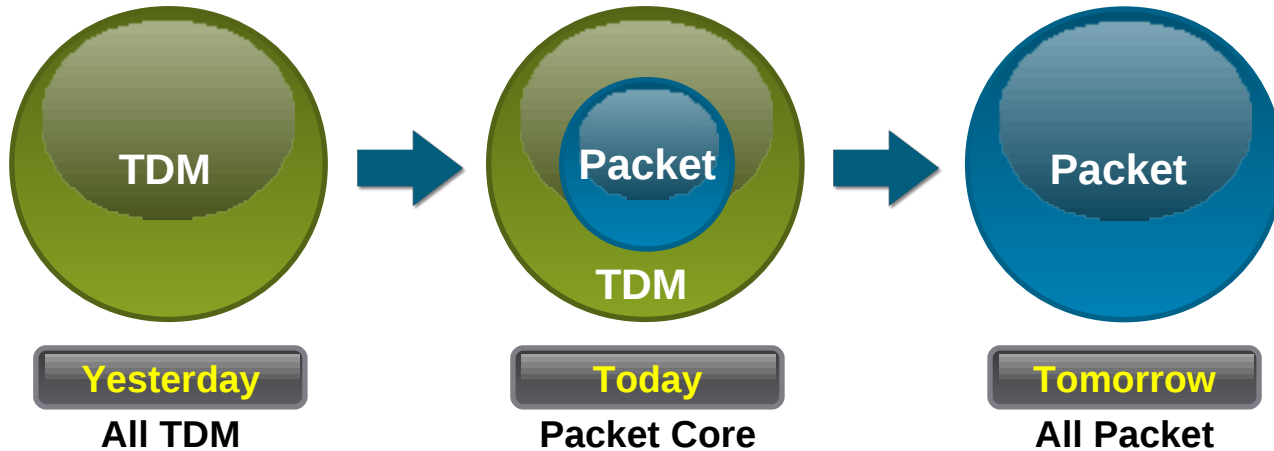 TDM
Packet
TDM
Packet
Yesterday
Today
Tomorrow
All TDM
Packet Core
All Packet